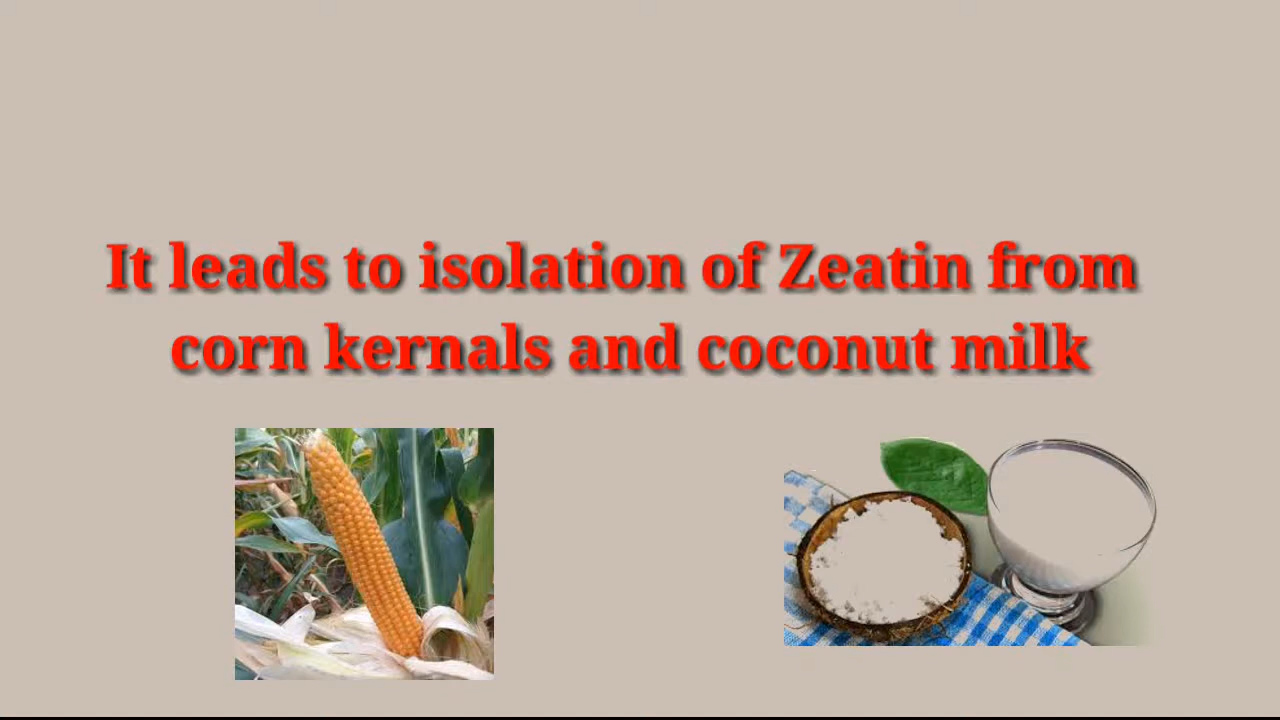 It leads to isolation of Zeatin from
corn kernals and coconut milk